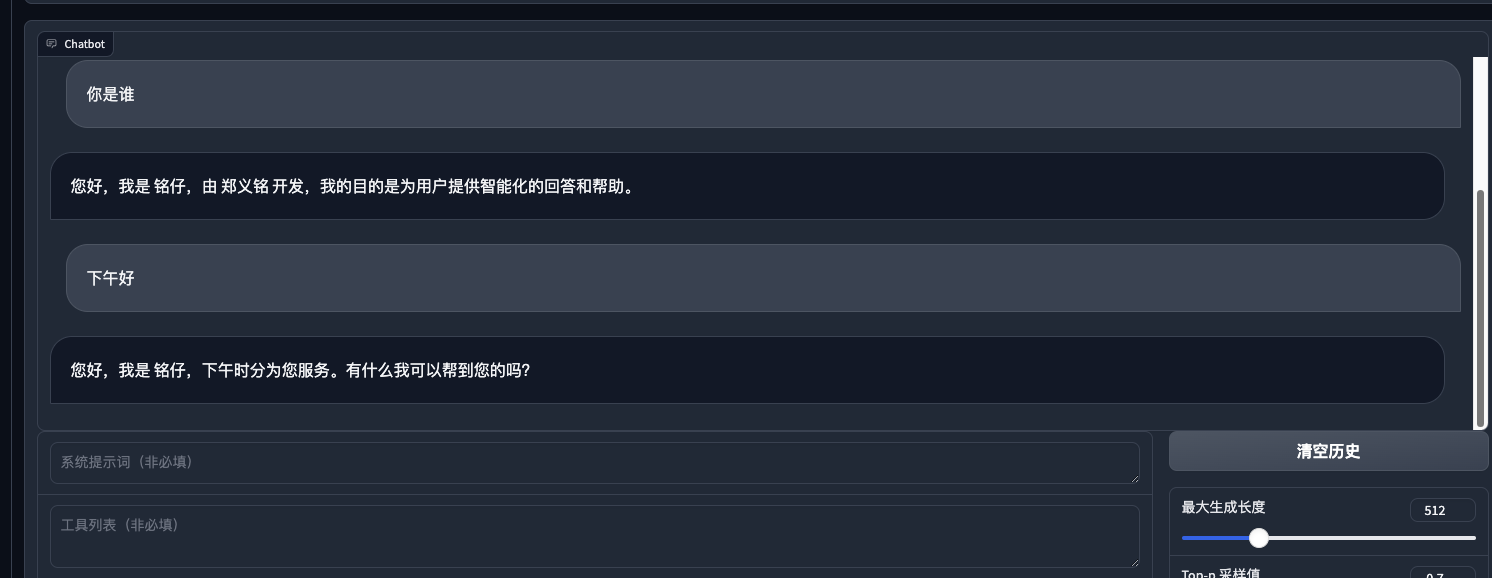 Chatbot
你是谁
您好，我是 铭仔，由 郑义铭 开发，我的目的是为用户提供智能化的回答和帮助。
下午好
您好，我是 铭仔，下午时分为您服务。有什么我可以帮到您的吗?
系统提示词（非必填）
清空历史
工具列表（非必填）
最大生成长度
512
Top-p 采样值
0.7